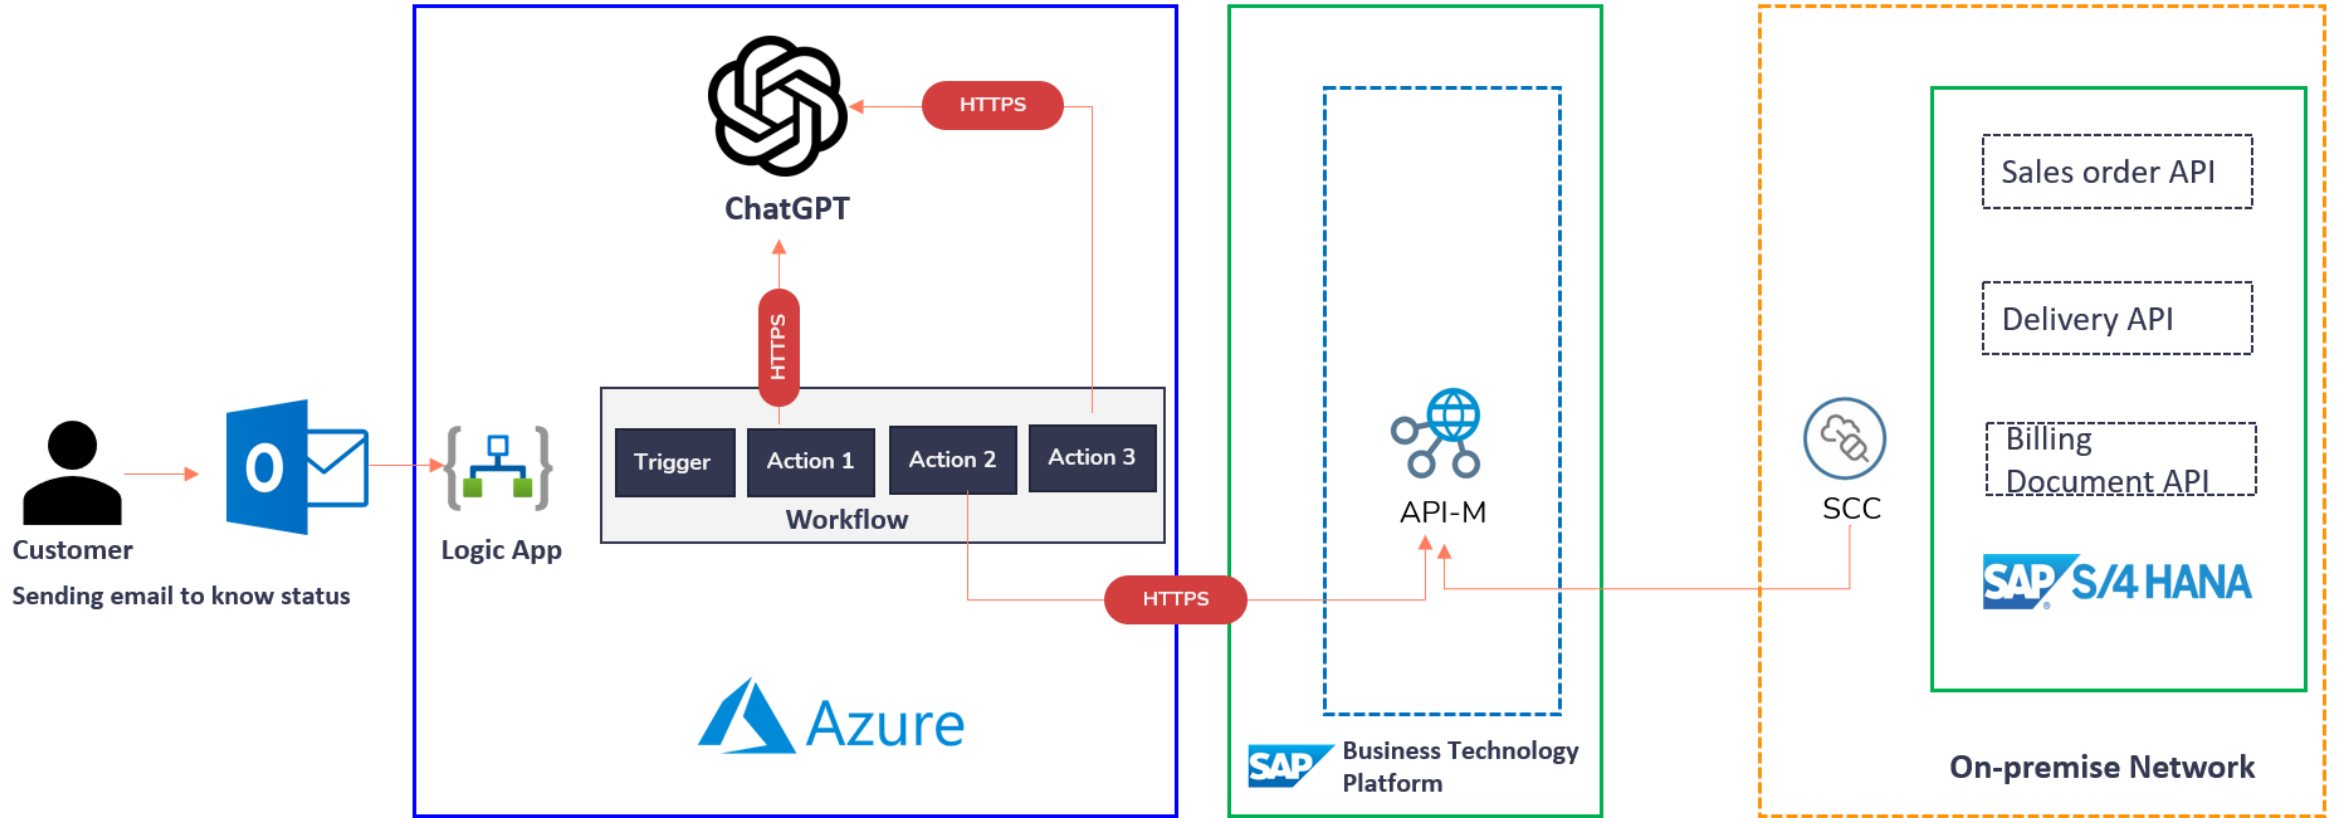 HTTPS
ChatGPT
HTTPS
Trigger
Action 1
Action 2
Action 3
Workflow
O
Customer
Sending email to know status
Logic App
HTTPS
Azure
API-M
SAP
Business Technology
Platform
SCC
Sales order API
Delivery API
Billing
Document API
SAP® S/4HANA
On-premise Network